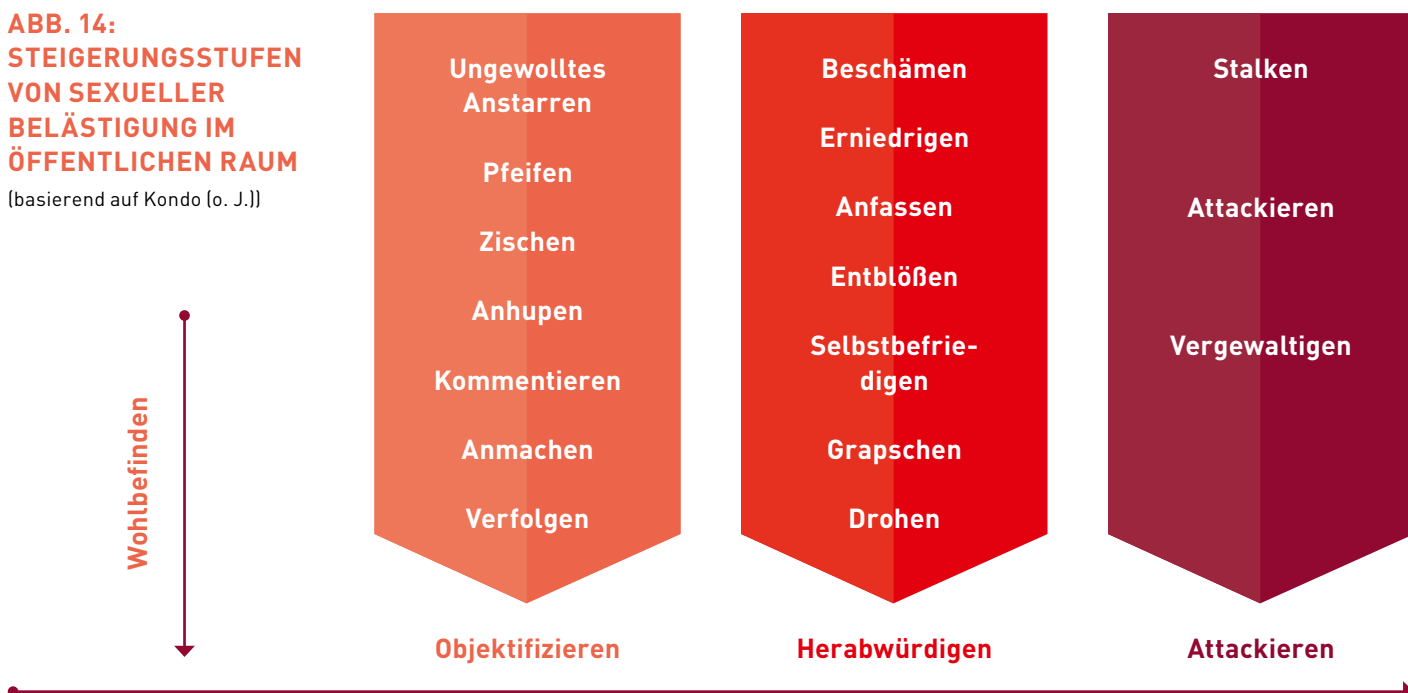 ABB. 14:
STEIGERUNGSSTUFEN
VON SEXUELLER
BELÄSTIGUNG IM
ÖFFENTLICHEN RAUM
(basierend auf Kondo (o. J.))
Wohlbefinden
Ungewolltes
Anstarren
Pfeifen
Zischen
Anhupen
Kommentieren
Anmachen
Verfolgen
Objektifizieren
Beschämen
Erniedrigen
Anfassen
Entblößen
Selbstbefrie-
digen
Grapschen
Drohen
Herabwürdigen
Stalken
Attackieren
Vergewaltigen
Attackieren